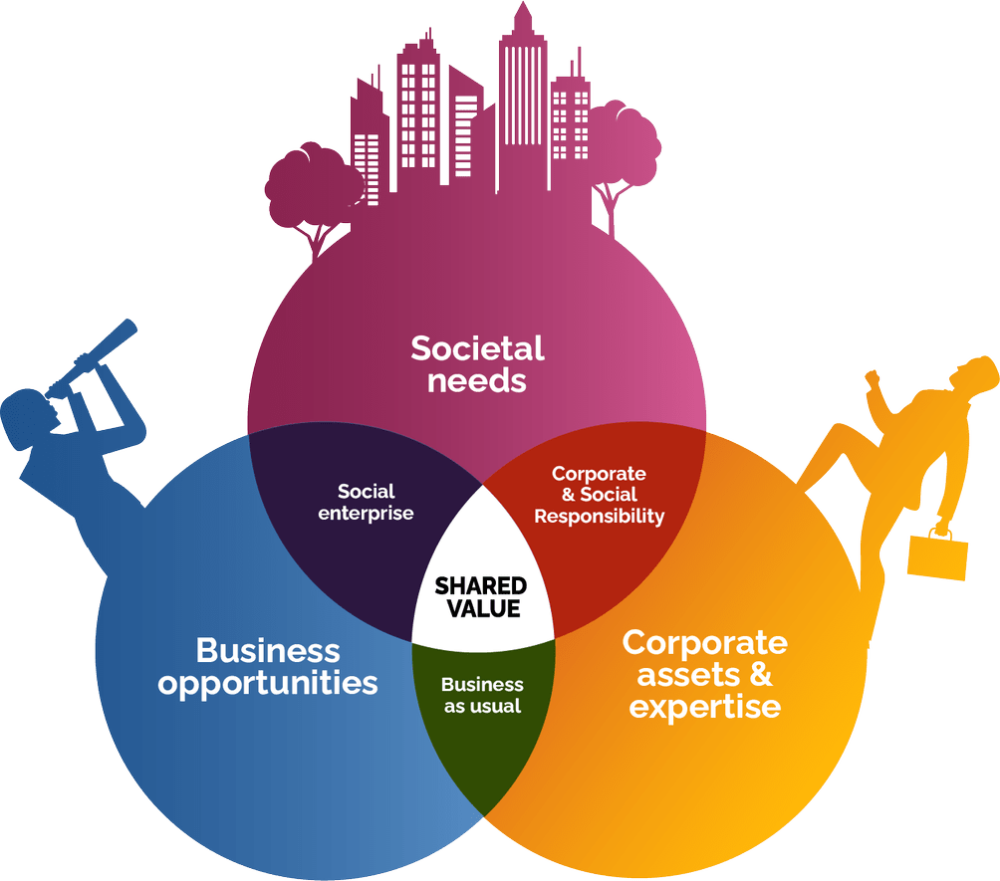 Societal
needs
Social
enterprise
Corporate
& Social
Responsibility
SHARED
VALUE
Business
opportunities
Corporate
assets &
expertise
Business
as usual